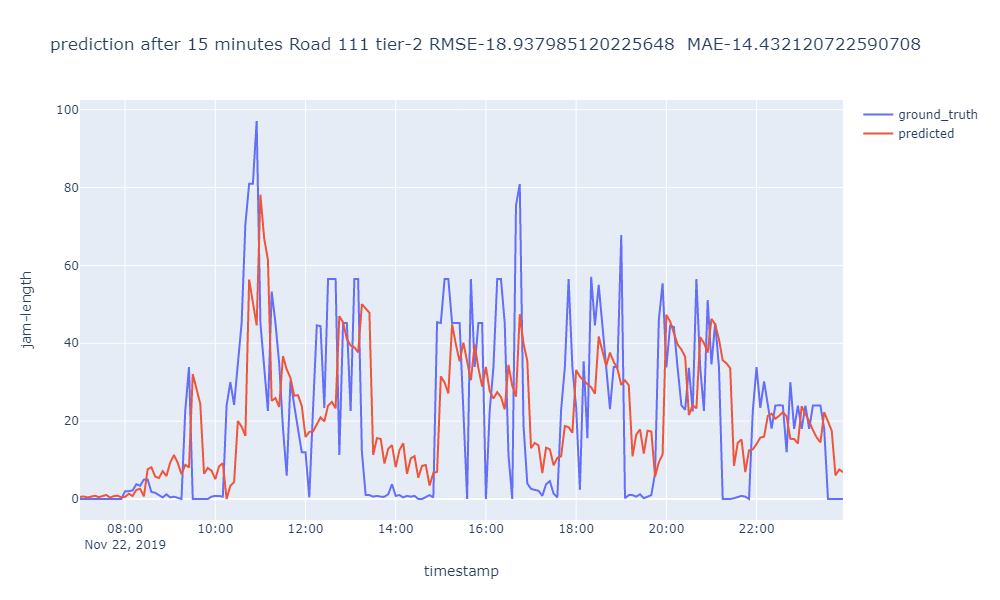 prediction after 15 minutes Road 111 tier-2 RMSE-18.937985120225648 MAE-14.432120722590708
ground_truth
predicted
jam-length
100
80
60
40
20
0
08:00 10:00 12:00 14:00 16:00 18:00 20:00 22:00
Nov 22, 2019
timestamp